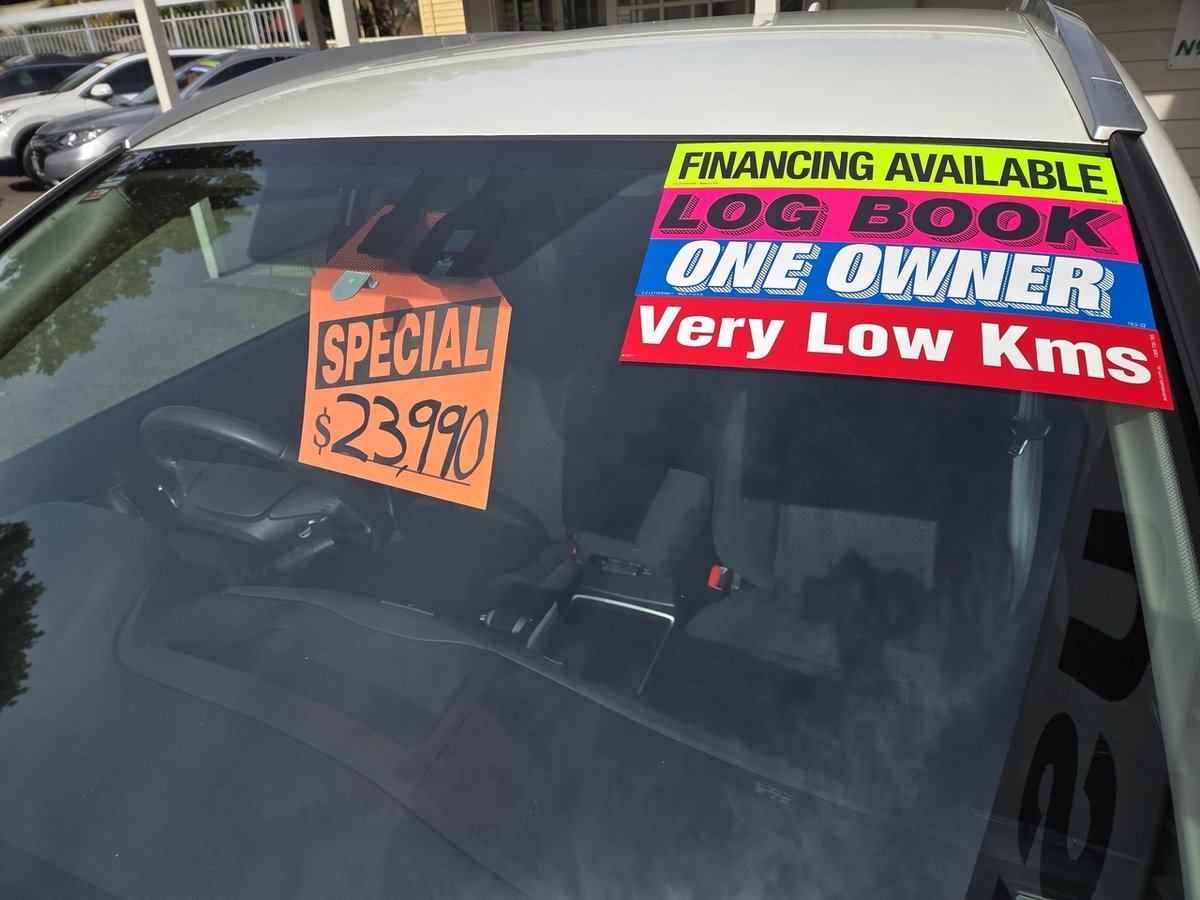 FINANCING AVAILABLE
LOG BOOK
ONE OWNER
Very Low Kms
SPECIAL
$23,990